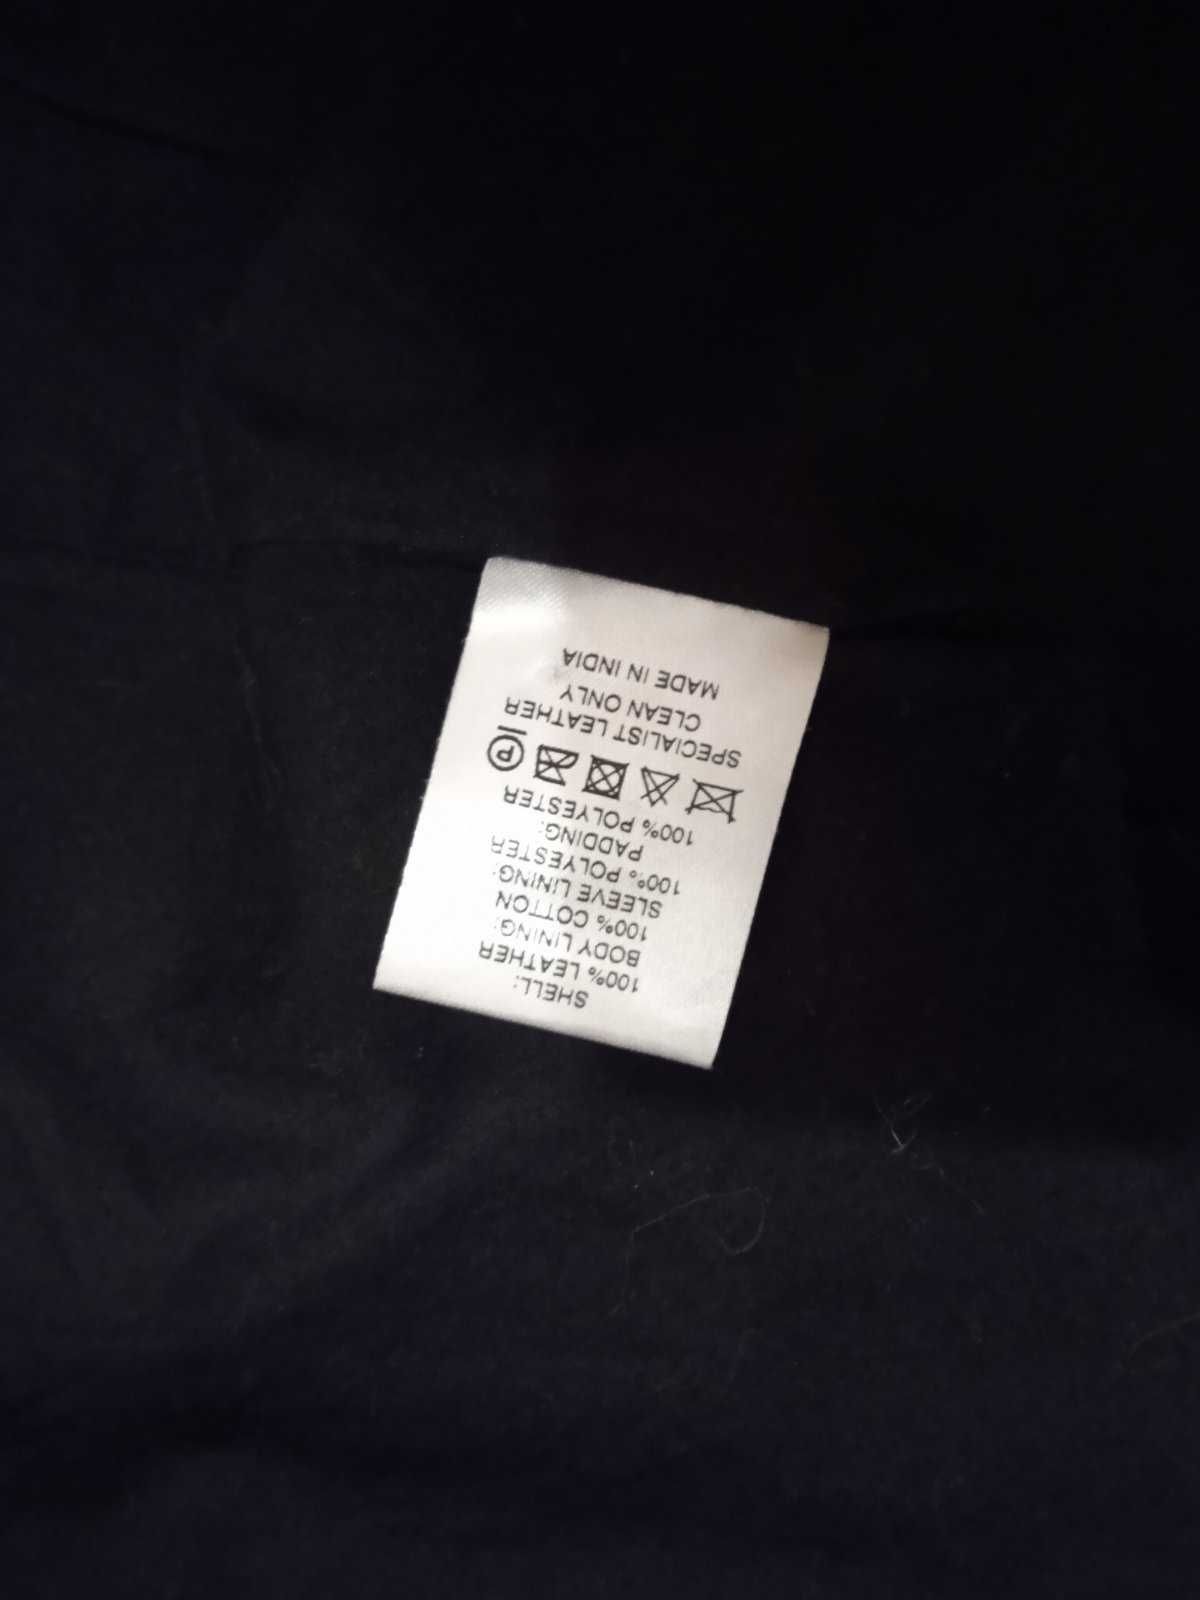 SHELL:
100% LEATHER
BODY LINING:
100% COTTON
SLEEVE LINING:
100% POLYESTER
PADDING:
100% POLYESTER
P
SPECIALIST LEATHER
CLEAN ONLY
MADE IN INDIA